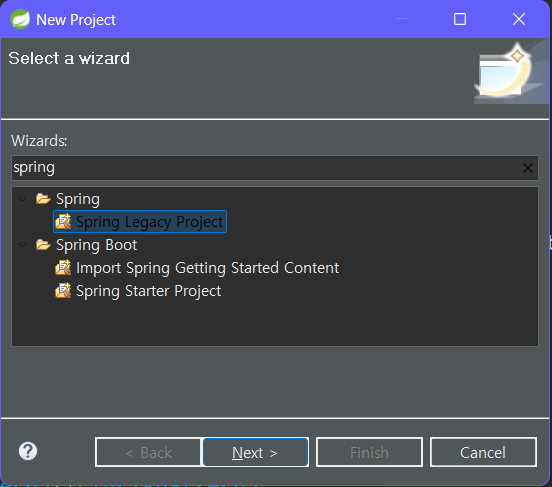 New Project
Select a wizard
Wizards:
spring
Spring
Spring Legacy Project
Spring Boot
Import Spring Getting Started Content
Spring Starter Project
< Back Next > Finish Cancel